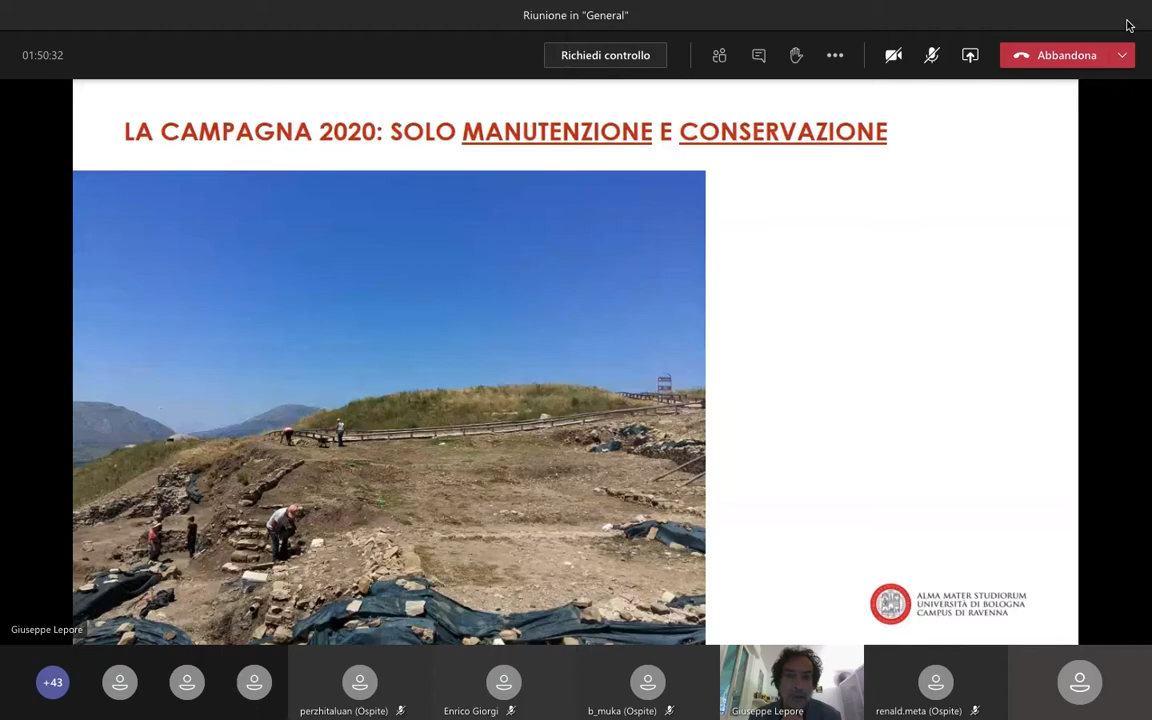 Riunione in "General"
01:50:32
Richiedi controllo
Abbandona
LA CAMPAGNA 2020: SOLO MANUTENZIONE E CONSERVAZIONE
ALMA MATER STUDIORUM
UNIVERSITÀ DI BOLOGNA
CAMPUS DI RAVENNA
Giuseppe Lepore
+43
perzhitaluan (Ospite)
Enrico Giorgi
b_muka (Ospite)
Giuseppe Lepore
renald.meta (Ospite)